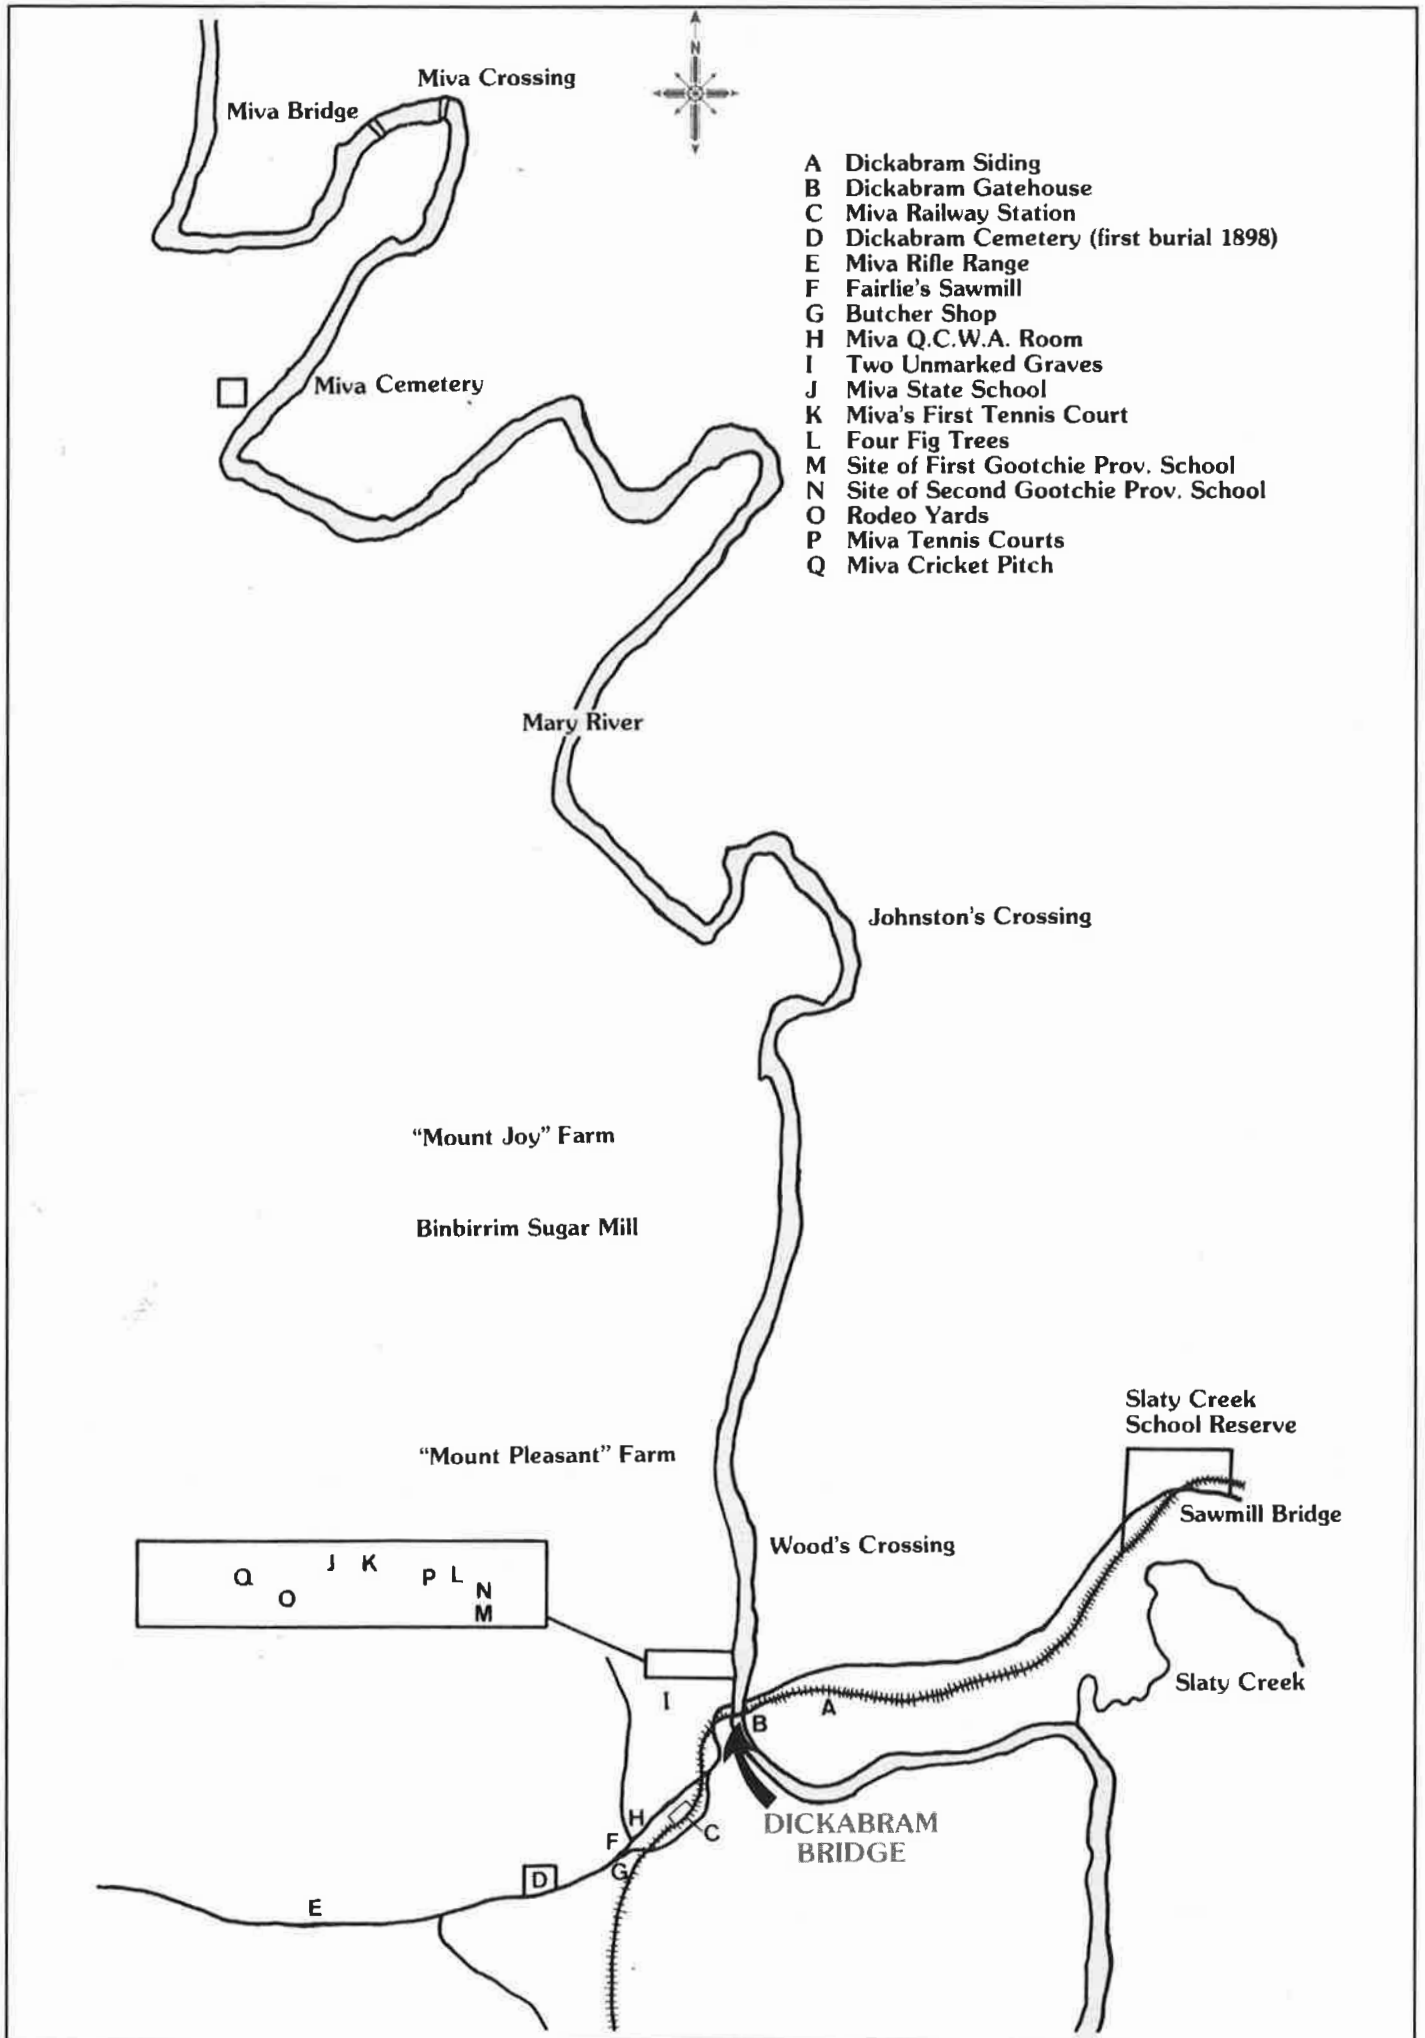 N
Miva Crossing
Miva Bridge
A Dickabram Siding
B Dickabram Gatehouse
C Miva Railway Station
D Dickabram Cemetery (first burial 1898)
E Miva Rifle Range
F Fairlie's Sawmill
G Butcher Shop
H Miva Q.C.W.A. Room
I Two Unmarked Graves
J Miva State School
K Miva's First Tennis Court
L Four Fig Trees
M Site of First Gootchie Prov. School
N Site of Second Gootchie Prov. School
O Rodeo Yards
P Miva Tennis Courts
Q Miva Cricket Pitch
Miva Cemetery
Mary River
Johnston's Crossing
“Mount Joy” Farm
Binbirrim Sugar Mill
Slaty Creek
School Reserve
“Mount Pleasant” Farm
Sawmill Bridge
Wood's Crossing
Q O J K P L N
M
Slaty Creek
I
A
B
H
C
DICKABRAM
BRIDGE
F
G
D
E